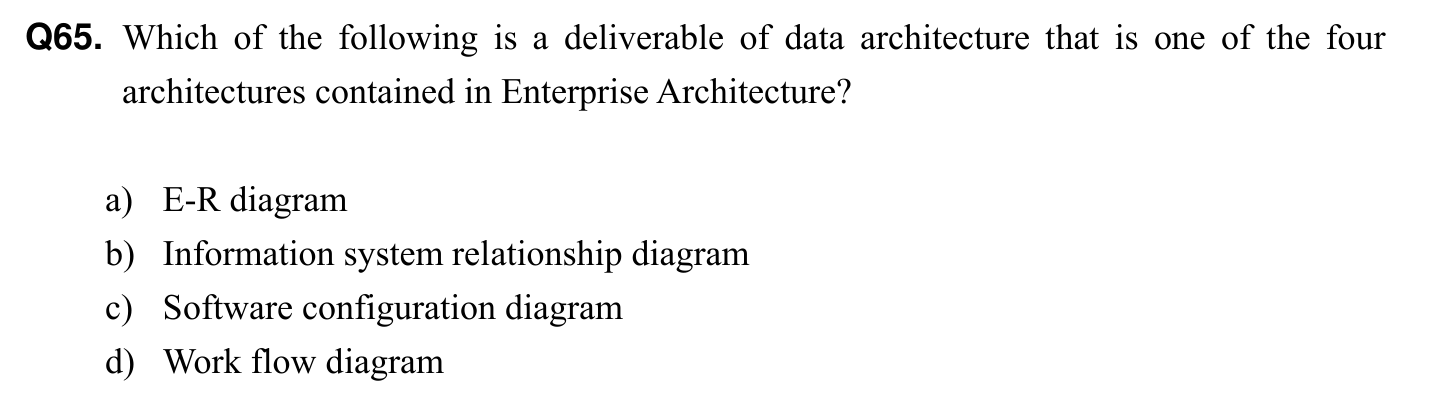 Q65. Which of the following is a deliverable of data architecture that is one of the four
architectures contained in Enterprise Architecture?
a) E-R diagram
b) Information system relationship diagram
c) Software configuration diagram
d) Work flow diagram